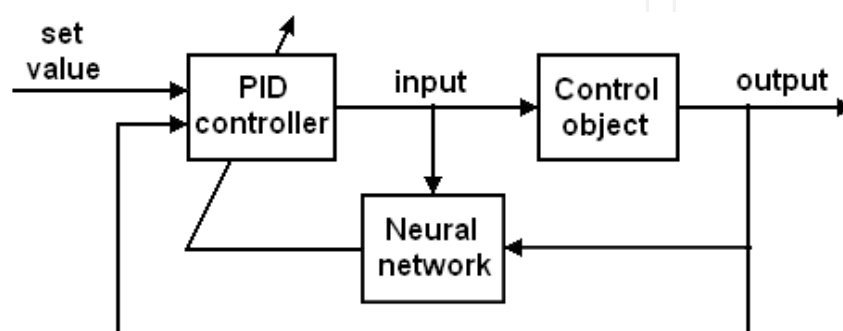 set
value
PID
controller
input
Control
object
output
Neural
network